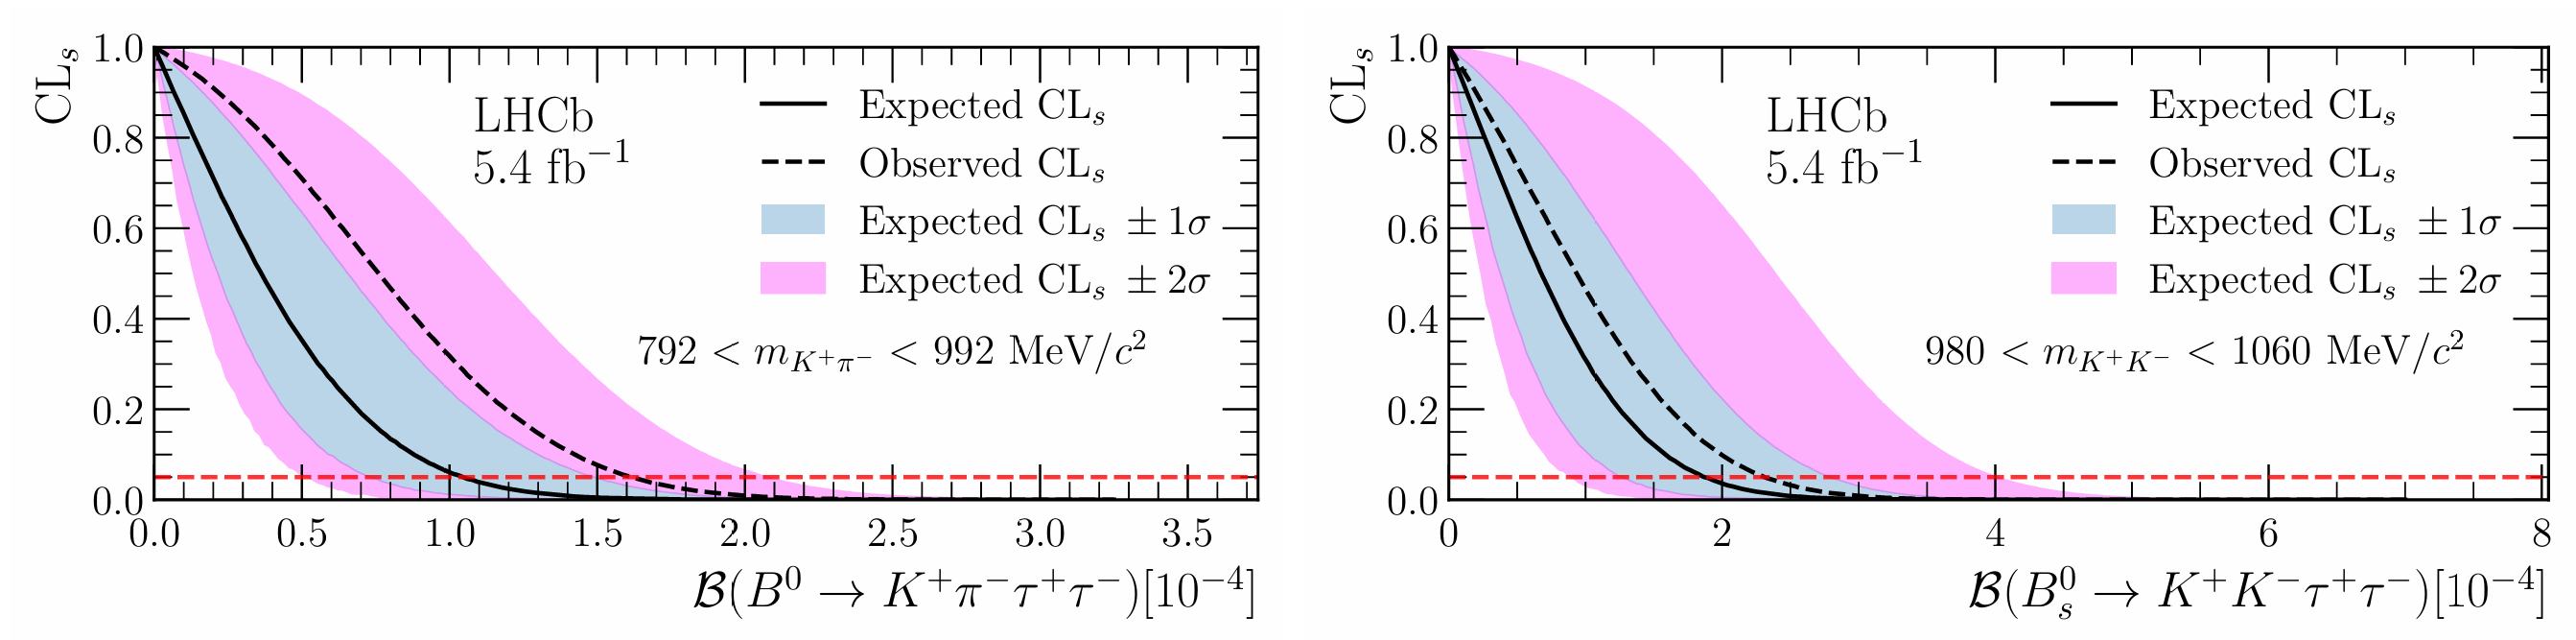 CLₛ
1.0
0.8
0.6
0.4
0.2
0.0
LHCb
5.4 fb⁻¹
Expected CLₛ
Observed CLₛ
Expected CLₛ ± 1σ
Expected CLₛ ± 2σ
792 < m_{K⁺π⁻} < 992 MeV/c²
0.0 0.5 1.0 1.5 2.0 2.5 3.0 3.5
ℬ(B⁰ → K⁺π⁻τ⁺τ⁻)[10⁻⁴]
CLₛ
1.0
0.8
0.6
0.4
0.2
0.0
LHCb
5.4 fb⁻¹
Expected CLₛ
Observed CLₛ
Expected CLₛ ± 1σ
Expected CLₛ ± 2σ
980 < m_{K⁺K⁻} < 1060 MeV/c²
0 2 4 6 8
ℬ(B⁰ₛ → K⁺K⁻τ⁺τ⁻)[10⁻⁴]